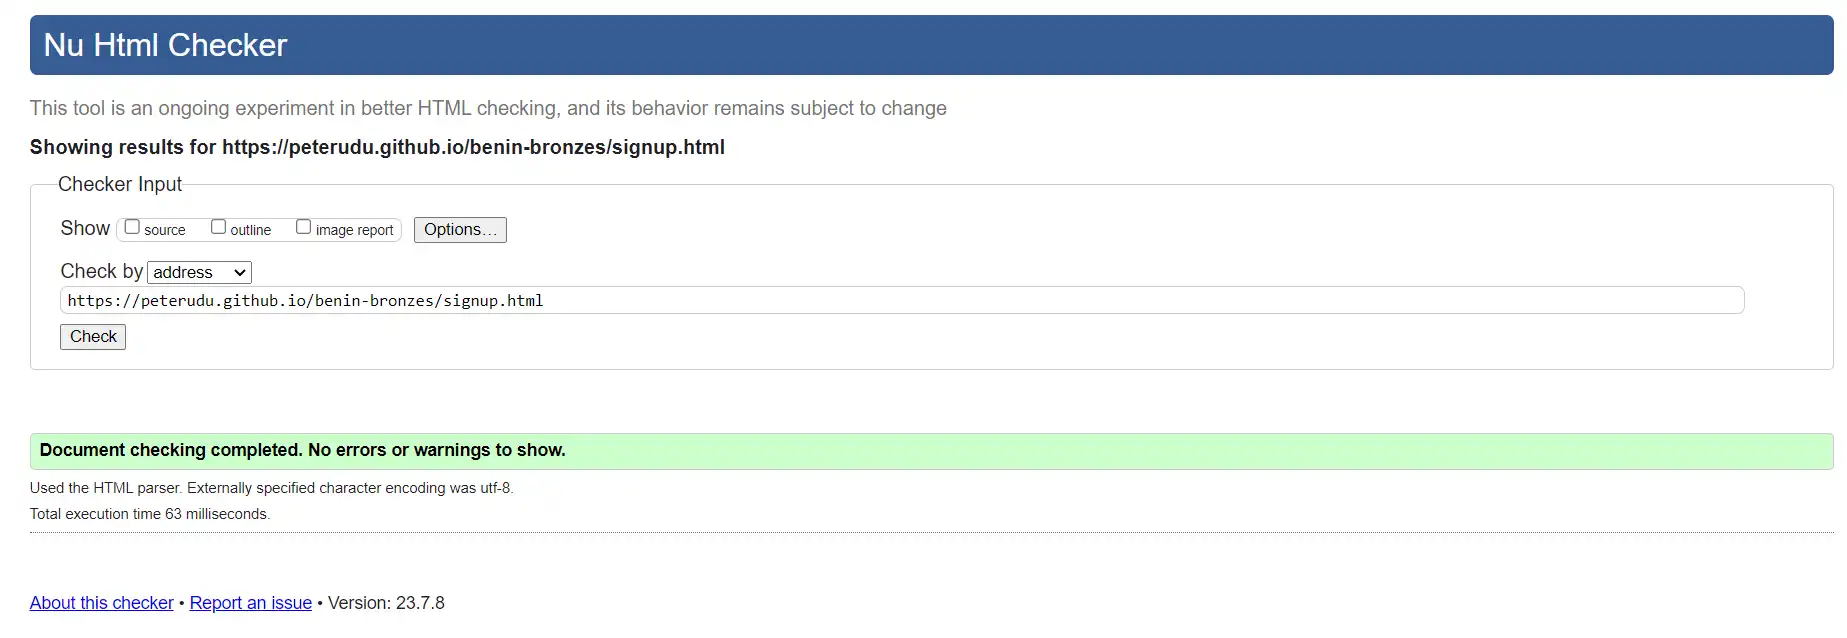 Nu Html Checker
This tool is an ongoing experiment in better HTML checking, and its behavior remains subject to change
Showing results for https://peterudu.github.io/benin-bronzes/signup.html
Checker Input
Show source outline image report Options...
Check by address
https://peterudu.github.io/benin-bronzes/signup.html
Check
Document checking completed. No errors or warnings to show.
Used the HTML parser. Externally specified character encoding was utf-8.
Total execution time 63 milliseconds.
About this checker • Report an issue • Version: 23.7.8